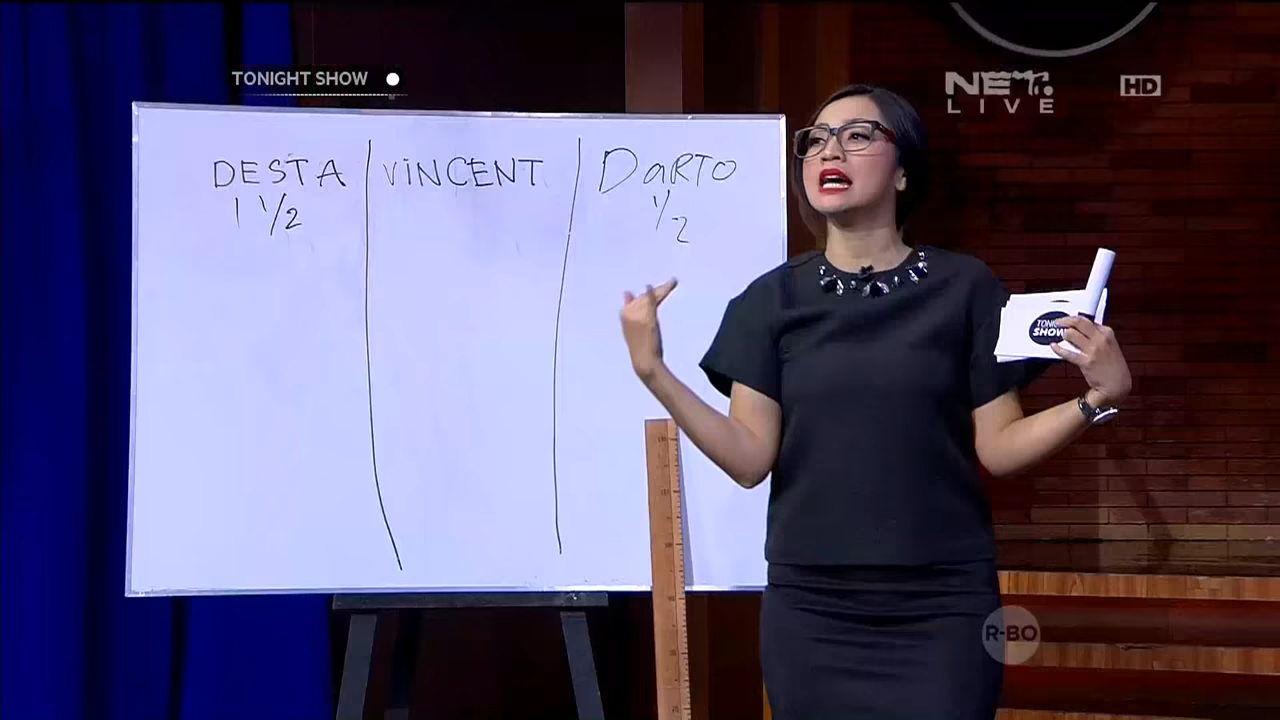 TONIGHT SHOW
NET.
LIVE
HD
DESTA VINCENT DaRTO
1 1/2 1/2
TONIGHT
SHOW
R-BO